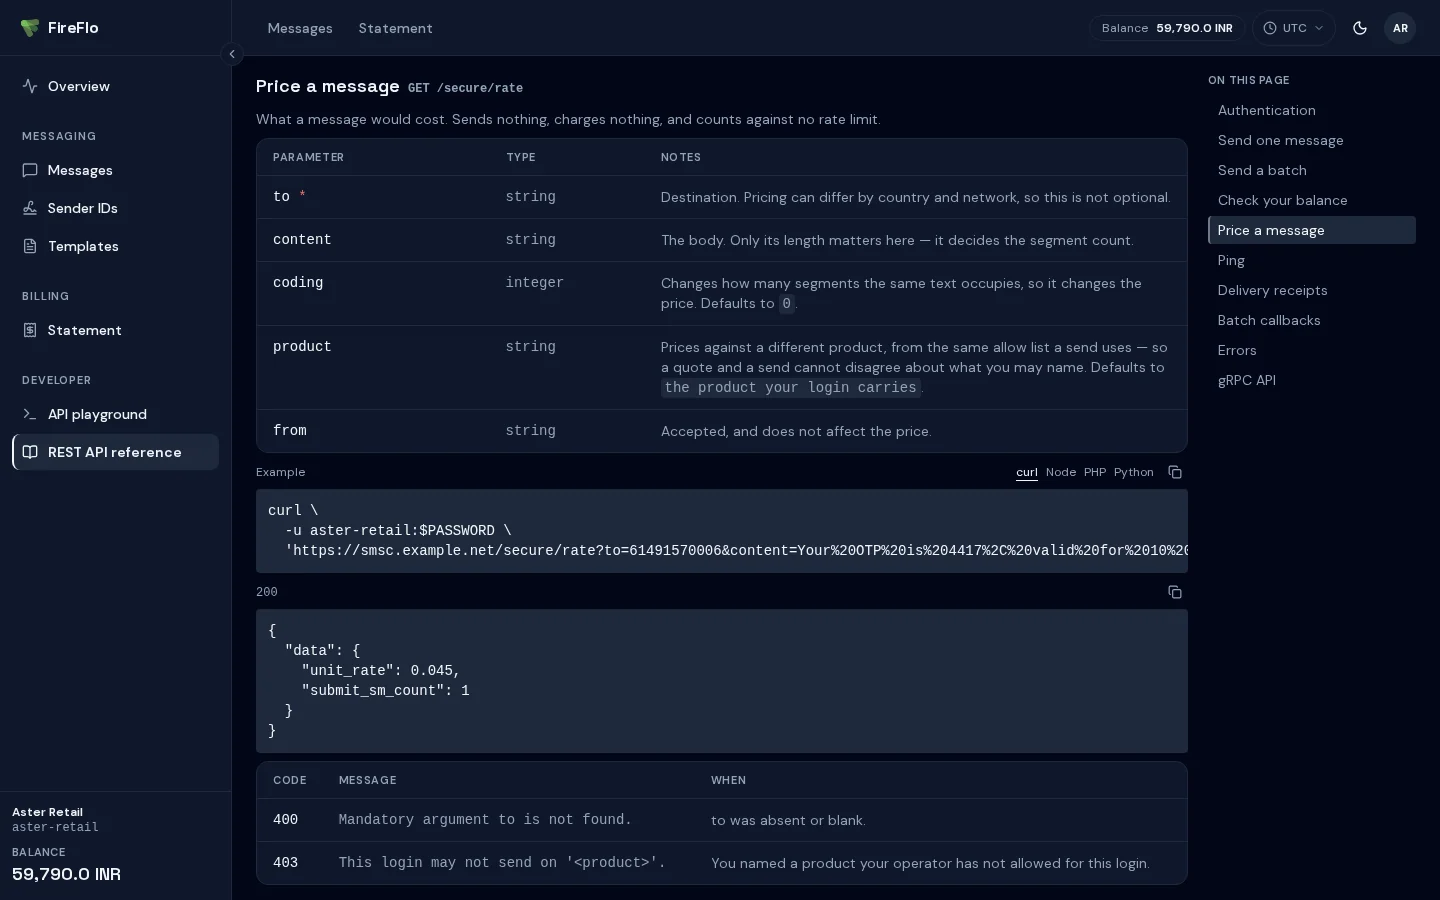 FireFlo
Messages
Statement
Balance 59,790.0 INR
UTC
AR
Overview
MESSAGING
Messages
Sender IDs
Templates
BILLING
Statement
DEVELOPER
API playground
REST API reference
Aster Retail
aster-retail
BALANCE
59,790.0 INR
Price a message GET /secure/rate
What a message would cost. Sends nothing, charges nothing, and counts against no rate limit.
PARAMETER TYPE NOTES
to * string Destination. Pricing can differ by country and network, so this is not optional.
content string The body. Only its length matters here — it decides the segment count.
coding integer Changes how many segments the same text occupies, so it changes the
price. Defaults to 0.
product string Prices against a different product, from the same allow list a send uses — so
a quote and a send cannot disagree about what you may name. Defaults to
the product your login carries.
from string Accepted, and does not affect the price.
Example curl Node PHP Python
curl \
  -u aster-retail:$PASSWORD \
  'https://smsc.example.net/secure/rate?to=61491570006&content=Your%20OTP%20is%204417%2C%20valid%20for%2010%20
200
{
  "data": {
    "unit_rate": 0.045,
    "submit_sm_count": 1
  }
}
CODE MESSAGE WHEN
400 Mandatory argument to is not found. to was absent or blank.
403 This login may not send on '<product>'. You named a product your operator has not allowed for this login.
ON THIS PAGE
Authentication
Send one message
Send a batch
Check your balance
Price a message
Ping
Delivery receipts
Batch callbacks
Errors
gRPC API